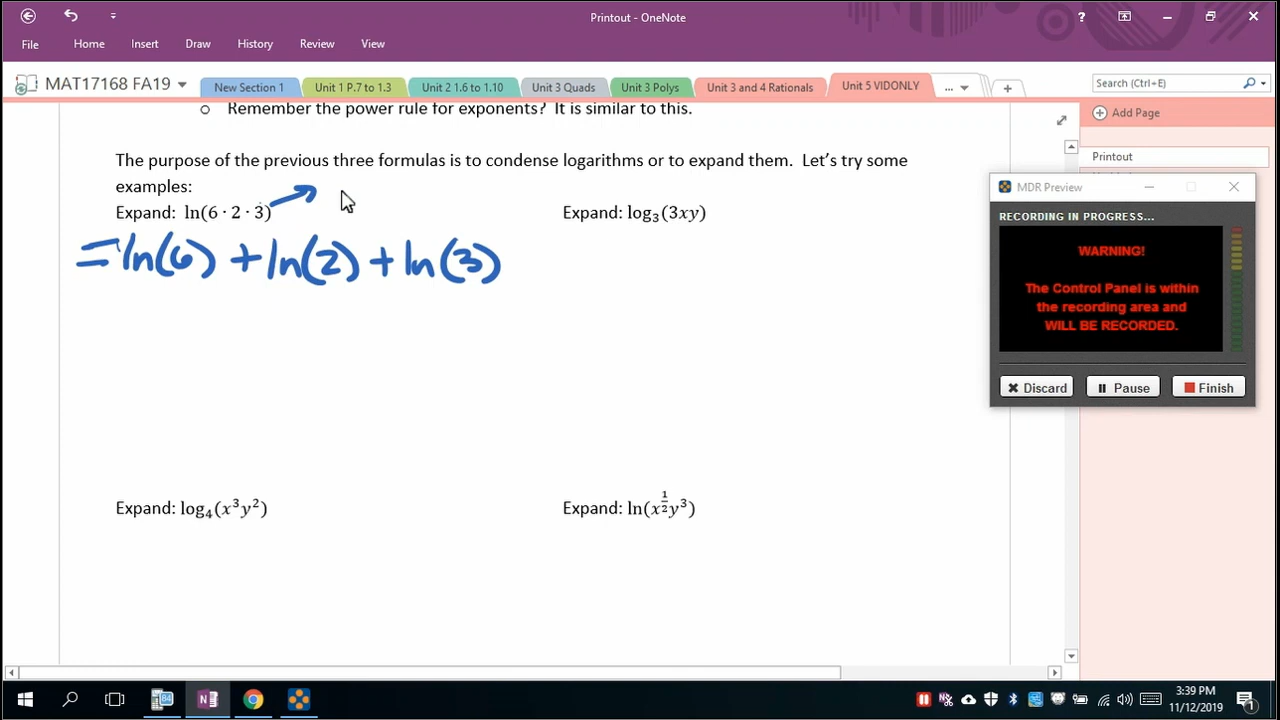 Printout - OneNote
?
File Home Insert Draw History Review View
MAT17168 FA19 New Section 1 Unit 1 P.7 to 1.3 Unit 2 1.6 to 1.10 Unit 3 Quads Unit 3 Polys Unit 3 and 4 Rationals Unit 5 VIDONLY ... + Search (Ctrl+E)
Add Page
Printout
o Remember the power rule for exponents? It is similar to this.
The purpose of the previous three formulas is to condense logarithms or to expand them. Let's try some
examples:
Expand: ln(6 · 2 · 3) Expand: log₃(3xy)
= ln(6) + ln(2) + ln(3)
Expand: log₄(x³y²) Expand: ln(x^{1/2}y³)
MDR Preview
RECORDING IN PROGRESS...
WARNING!
The Control Panel is within
the recording area and
WILL BE RECORDED.
Discard Pause Finish
3:39 PM
11/12/2019
1